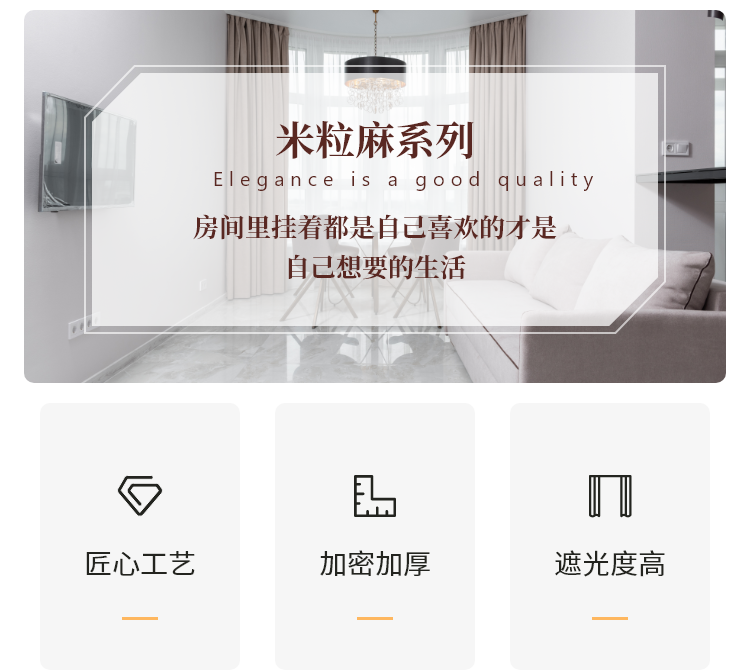 米粒麻系列
Elegance is a good quality
房间里挂着都是自己喜欢的才是
自己想要的生活
匠心工艺
加密加厚
遮光度高